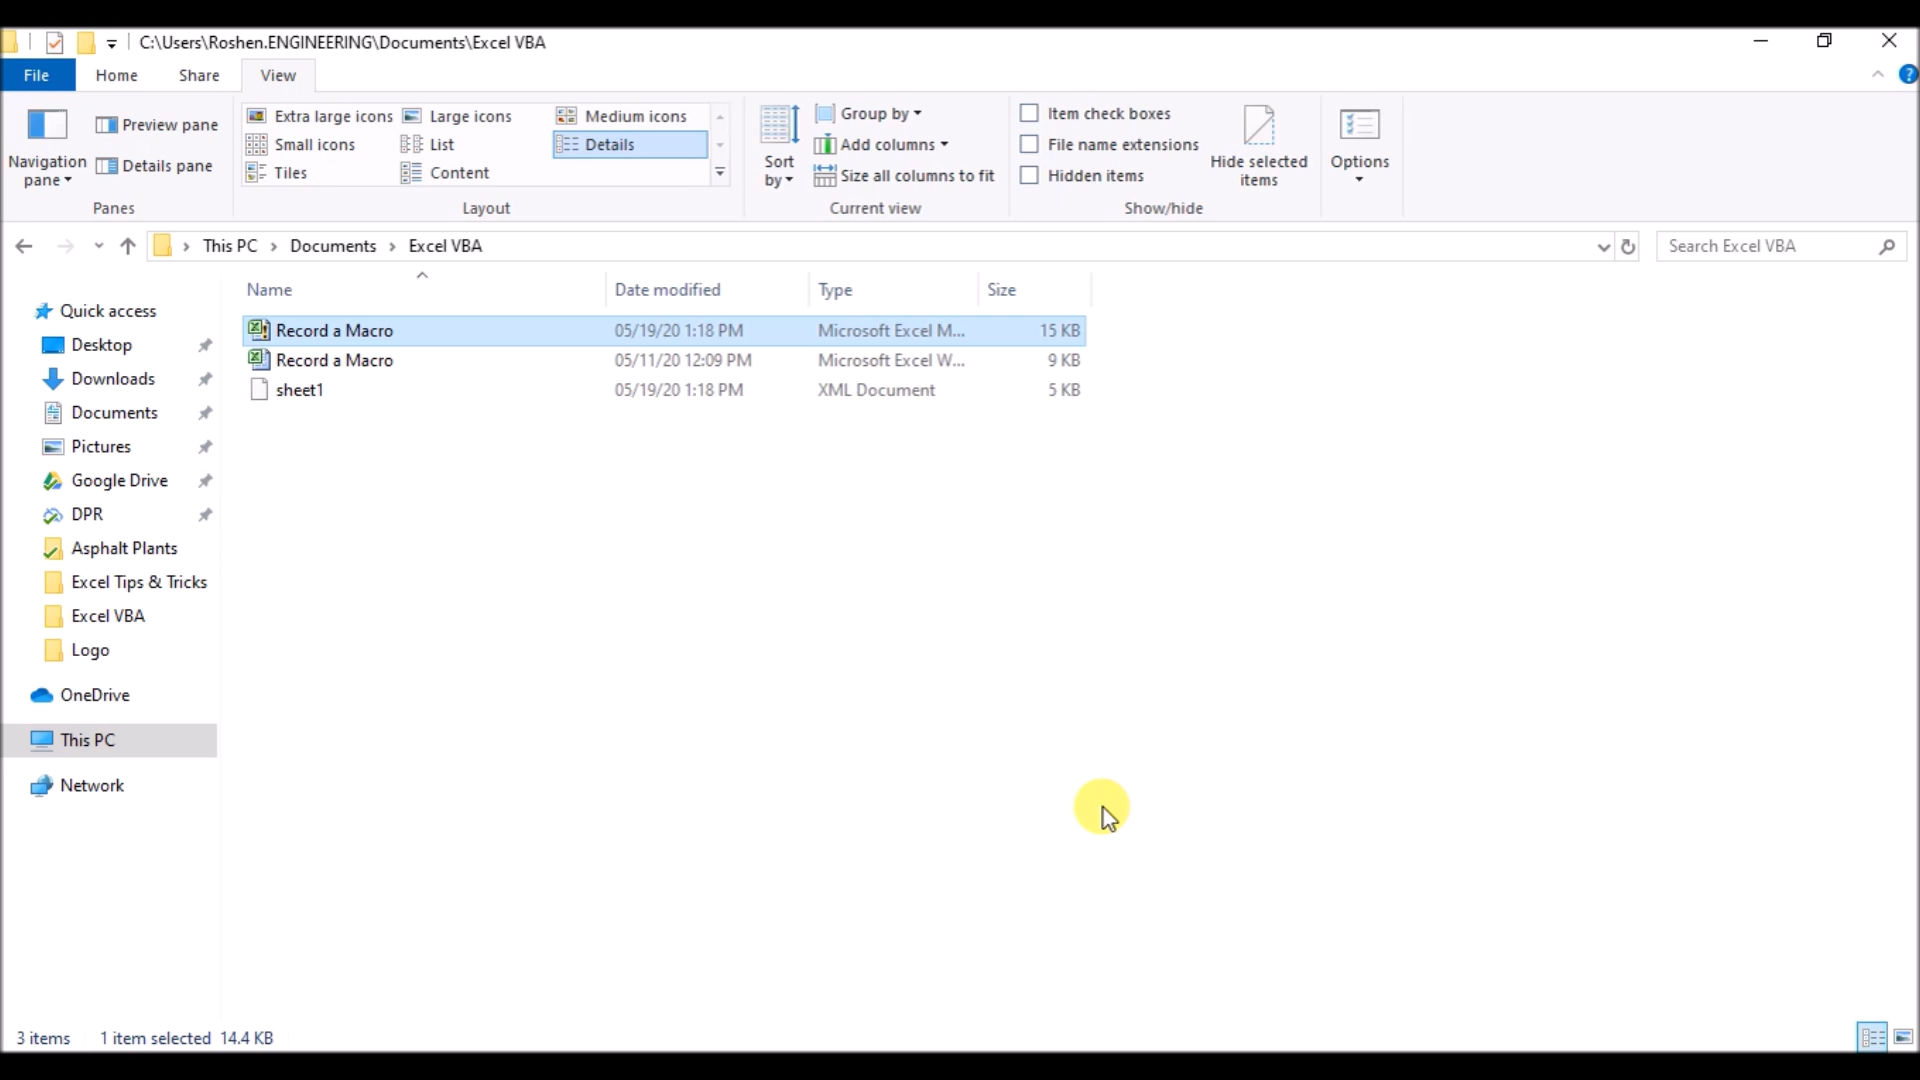 C:\Users\Roshen.ENGINEERING\Documents\Excel VBA
File Home Share View ?
Navigation pane
Preview pane
Details pane
Panes
Extra large icons Large icons Medium icons
Small icons List Details
Tiles Content
Layout
Sort by
Group by
Add columns
Size all columns to fit
Current view
Item check boxes
File name extensions
Hidden items
Hide selected items
Show/hide
Options
This PC > Documents > Excel VBA
Search Excel VBA
Name Date modified Type Size
Record a Macro 05/19/20 1:18 PM Microsoft Excel M... 15 KB
Record a Macro 05/11/20 12:09 PM Microsoft Excel W... 9 KB
sheet1 05/19/20 1:18 PM XML Document 5 KB
Quick access
Desktop
Downloads
Documents
Pictures
Google Drive
DPR
Asphalt Plants
Excel Tips & Tricks
Excel VBA
Logo
OneDrive
This PC
Network
3 items 1 item selected 14.4 KB